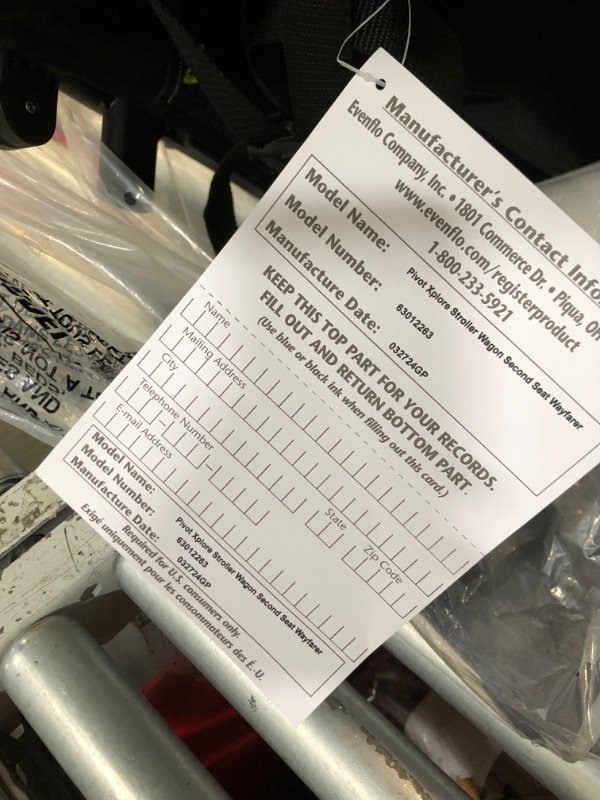 Manufacturer's Contact Info
Evenflo Company, Inc. • 1801 Commerce Dr. • Piqua, OH
www.evenflo.com/registerproduct
1-800-233-5921
Model Name: Pivot Xplore Stroller Wagon Second Seat Wayfarer
Model Number: 63012263
Manufacture Date: 032724GP
KEEP THIS TOP PART FOR YOUR RECORDS.
FILL OUT AND RETURN BOTTOM PART.
(Use blue or black ink when filling out this card.)
Name
Mailing Address
City State Zip Code
Telephone Number
E-mail Address
Model Name: Pivot Xplore Stroller Wagon Second Seat Wayfarer
Model Number: 63012263
Manufacture Date: 032724GP
Required for U.S. consumers only.
Exigé uniquement pour les consommateurs des É.-U.